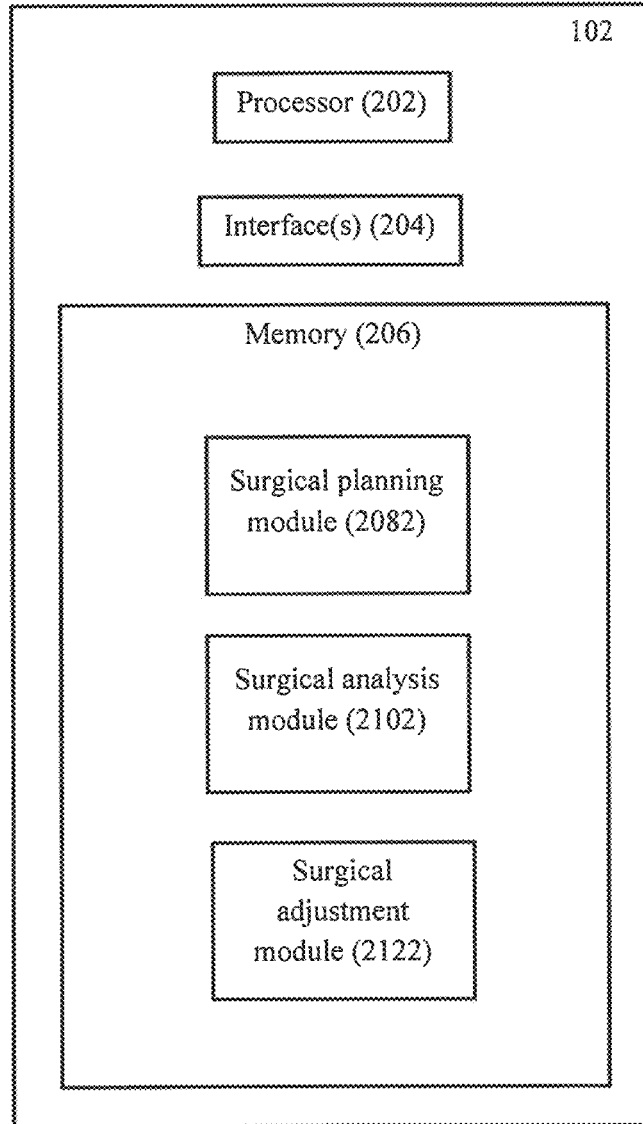 102
Processor (202)
Interface(s) (204)
Memory (206)
Surgical planning
module (2082)
Surgical analysis
module (2102)
Surgical
adjustment
module (2122)